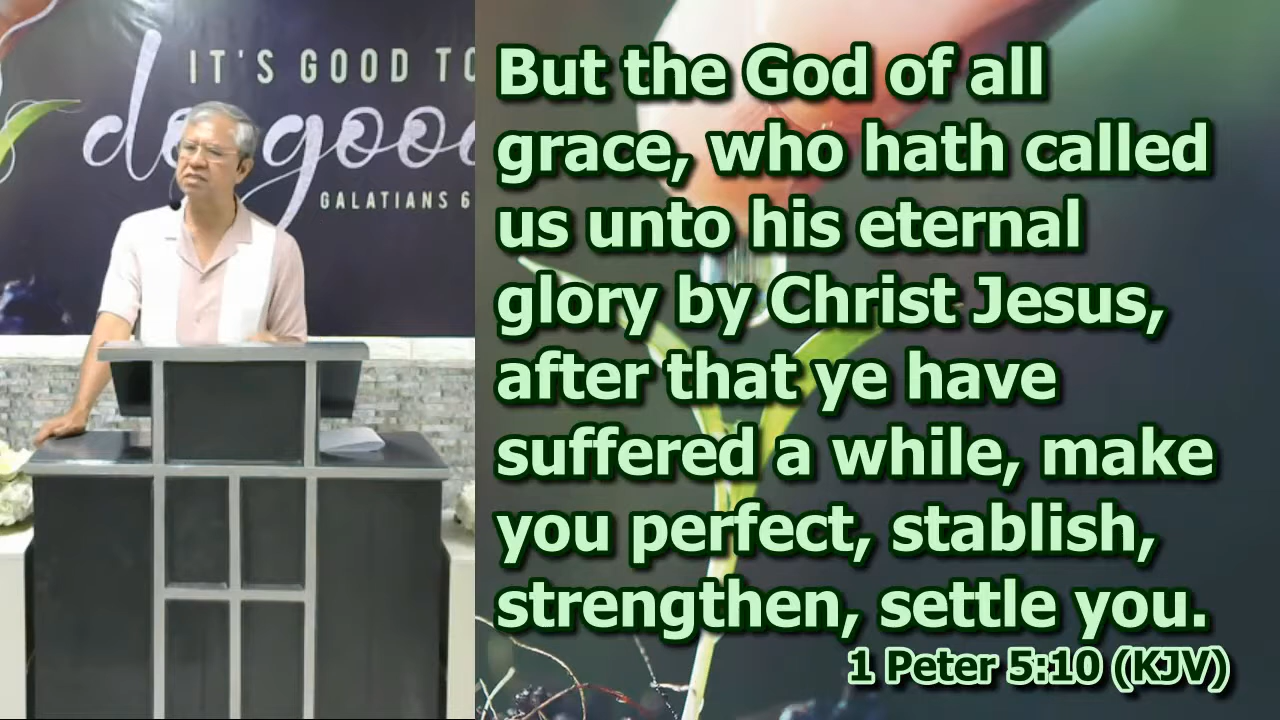 IT'S GOOD TO
do good
GALATIANS 6
But the God of all
grace, who hath called
us unto his eternal
glory by Christ Jesus,
after that ye have
suffered a while, make
you perfect, stablish,
strengthen, settle you.
1 Peter 5:10 (KJV)